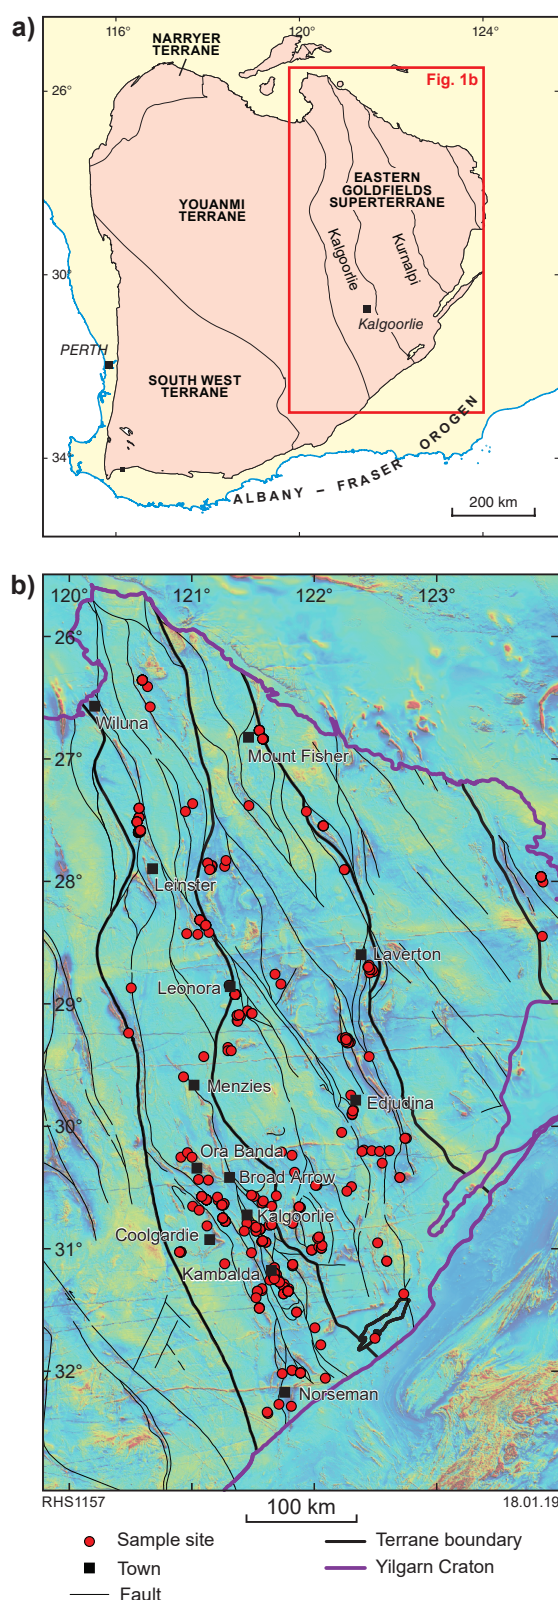 a)
116°
120°
124°
NARRYER
TERRANE
Fig. 1b
26°
YOUANMI
TERRANE
EASTERN
GOLDFIELDS
SUPERTERRANE
Kalgoorlie
Kurnalpi
30°
Kalgoorlie
PERTH
SOUTH WEST
TERRANE
34°
ALBANY – FRASER OROGEN
200 km
b)
120°
121°
122°
123°
26°
Wiluna
Mount Fisher
27°
28°
Leinster
Laverton
Leonora
29°
Menzies
Edjudina
30°
Ora Banda
Broad Arrow
Kalgoorlie
Coolgardie
31°
Kambalda
32°
Norseman
RHS1157
100 km
18.01.19
Sample site
Terrane boundary
Town
Yilgarn Craton
Fault